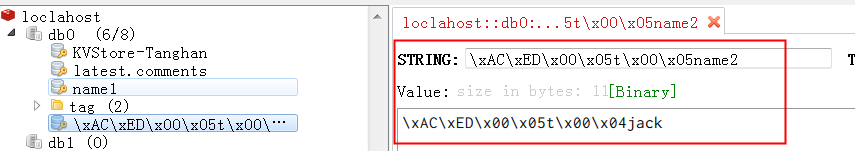 loclahost
db0 (6/8)
KVStore-Tanghan
latest.comments
name1
tag (2)
\xAC\xED\x00\x05t\x00\…
db1 (0)
loclahost::db0:...5t\x00\x05name2
STRING: \xAC\xED\x00\x05t\x00\x05name2
Value: size in bytes: 11[Binary]
\xAC\xED\x00\x05t\x00\x04jack